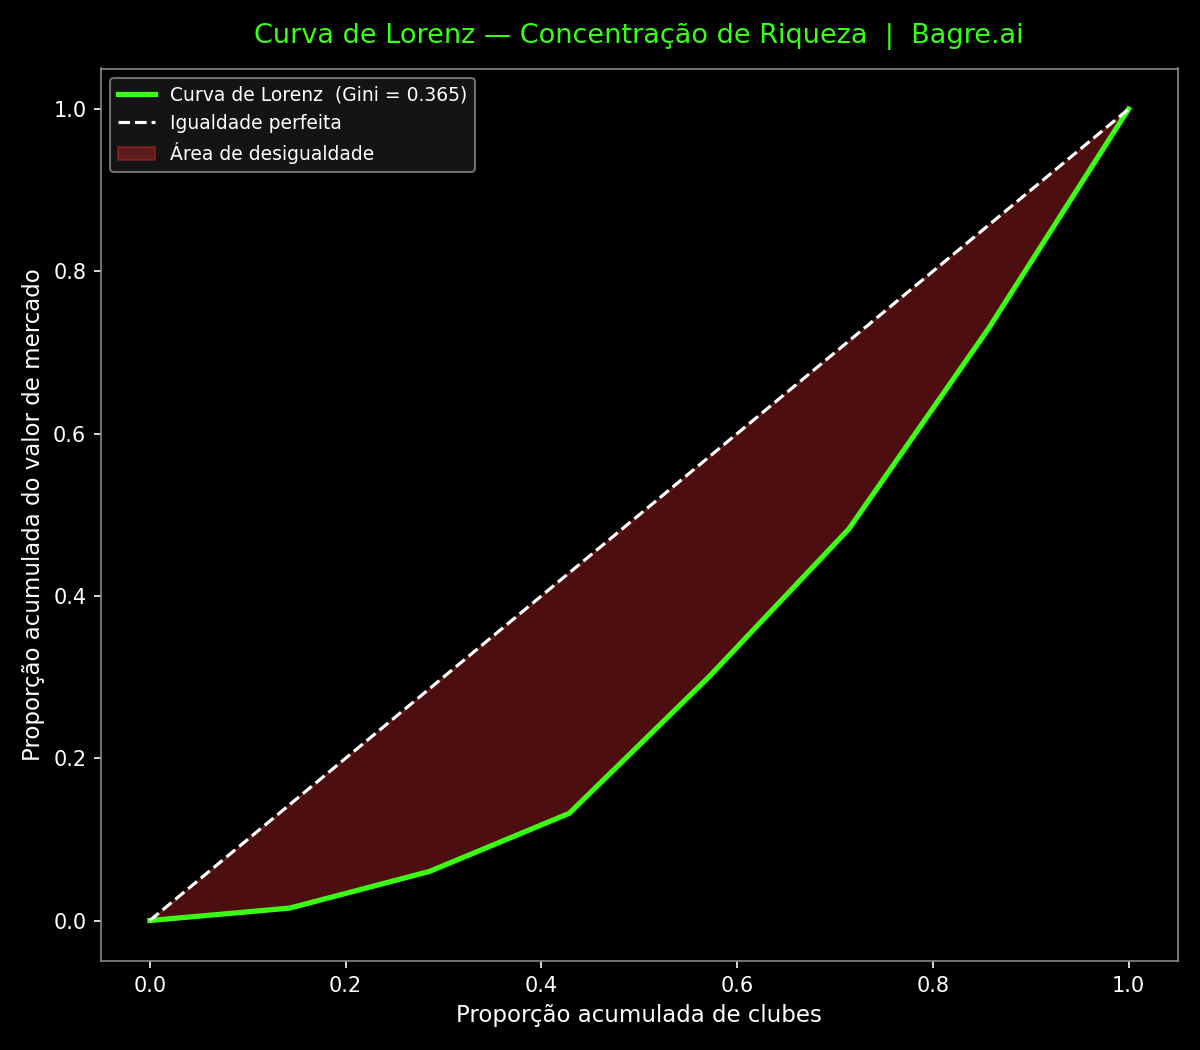 Curva de Lorenz — Concentração de Riqueza | Bagre.ai
Curva de Lorenz (Gini = 0.365)
Igualdade perfeita
Área de desigualdade
Proporção acumulada do valor de mercado
1.0
0.8
0.6
0.4
0.2
0.0
0.0 0.2 0.4 0.6 0.8 1.0
Proporção acumulada de clubes